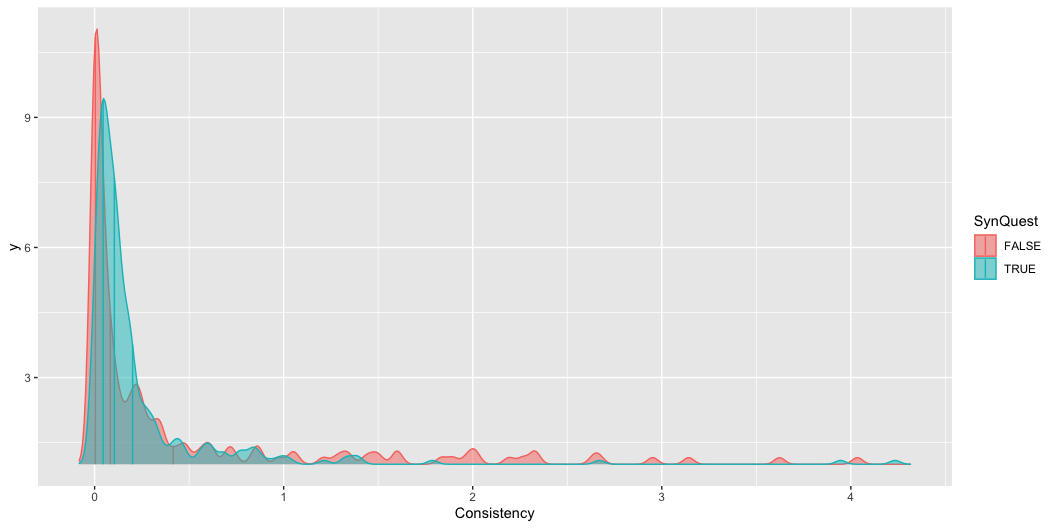 9
6
3
y
0 1 2 3 4
Consistency
SynQuest
FALSE
TRUE